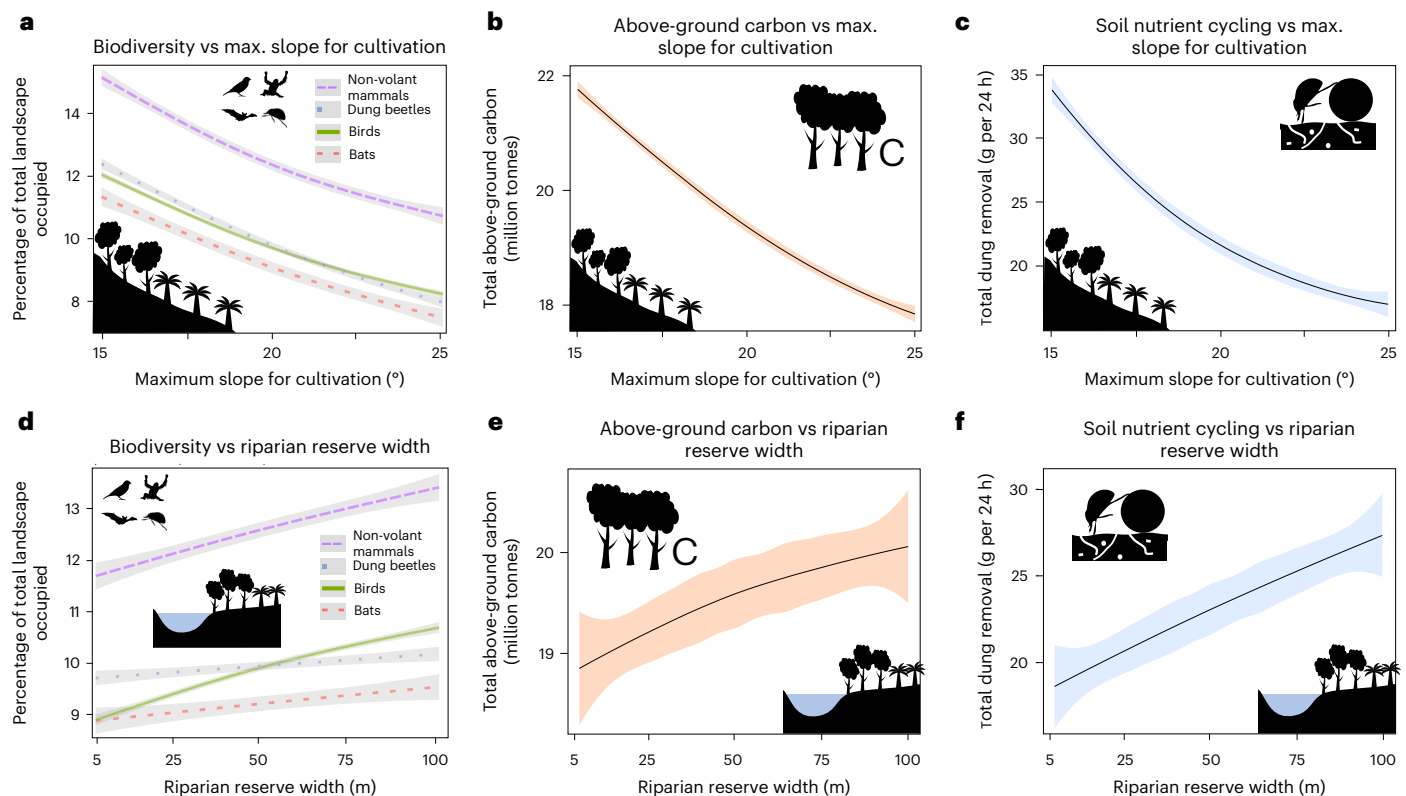 a
Biodiversity vs max. slope for cultivation
Percentage of total landscape
occupied
14
12
10
8
Non-volant
mammals
Dung beetles
Birds
Bats
15
20
25
Maximum slope for cultivation (°)
b
Above-ground carbon vs max.
slope for cultivation
Total above-ground carbon
(million tonnes)
22
20
18
C
15
20
25
Maximum slope for cultivation (°)
c
Soil nutrient cycling vs max.
slope for cultivation
Total dung removal (g per 24 h)
35
30
25
20
15
20
25
Maximum slope for cultivation (°)
d
Biodiversity vs riparian reserve width
Percentage of total landscape
occupied
13
12
11
10
9
Non-volant
mammals
Dung beetles
Birds
Bats
5
25
50
75
100
Riparian reserve width (m)
e
Above-ground carbon vs riparian
reserve width
Total above-ground carbon
(million tonnes)
20
19
C
5
25
50
75
100
Riparian reserve width (m)
f
Soil nutrient cycling vs riparian
reserve width
Total dung removal (g per 24 h)
30
25
20
5
25
50
75
100
Riparian reserve width (m)